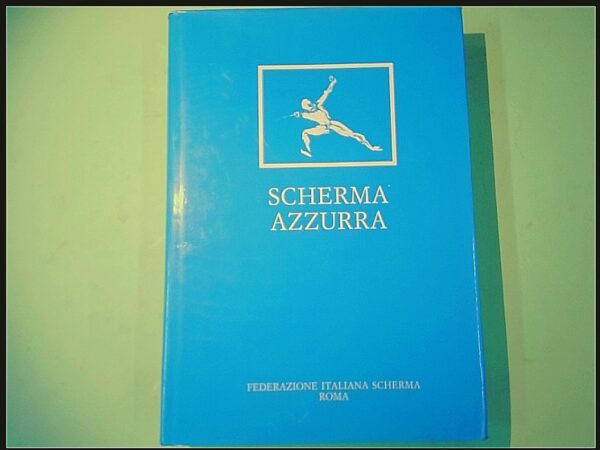 SCHERMA
AZZURRA
FEDERAZIONE ITALIANA SCHERMA
ROMA